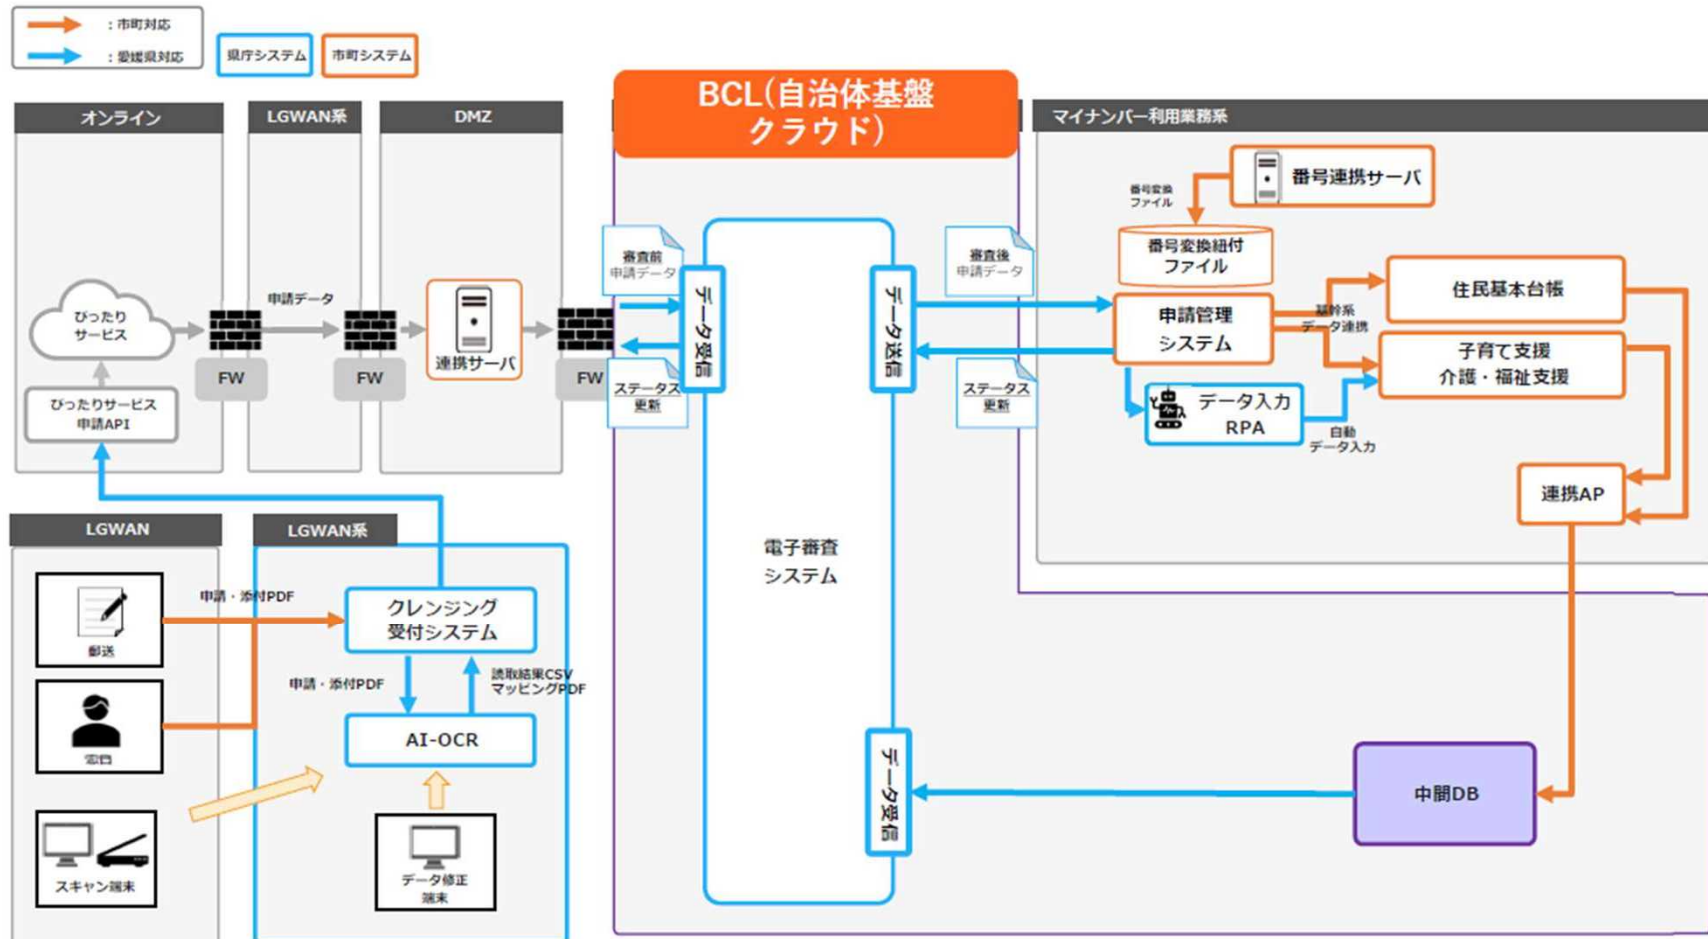 ：市町対応
：愛媛県対応
県庁システム
市町システム
オンライン
LGWAN系
DMZ
BCL(自治体基盤
クラウド)
マイナンバー利用業務系
番号連携サーバ
番号変換
ファイル
番号変換紐付
ファイル
審査前
申請データ
審査後
申請データ
ぴったり
サービス
申請データ
連携サーバ
FW
FW
FW
ぴったりサービス
申請API
データ受信
データ送信
ステータス
更新
ステータス
更新
申請管理
システム
基幹系
データ連携
住民基本台帳
子育て支援
介護・福祉支援
データ入力
RPA
自動
データ入力
連携AP
LGWAN
LGWAN系
電子審査
システム
郵送
申請・添付PDF
クレンジング
受付システム
申請・添付PDF
読取結果CSV
マッピングPDF
AI-OCR
データ受信
中間DB
スキャン端末
データ修正
端末